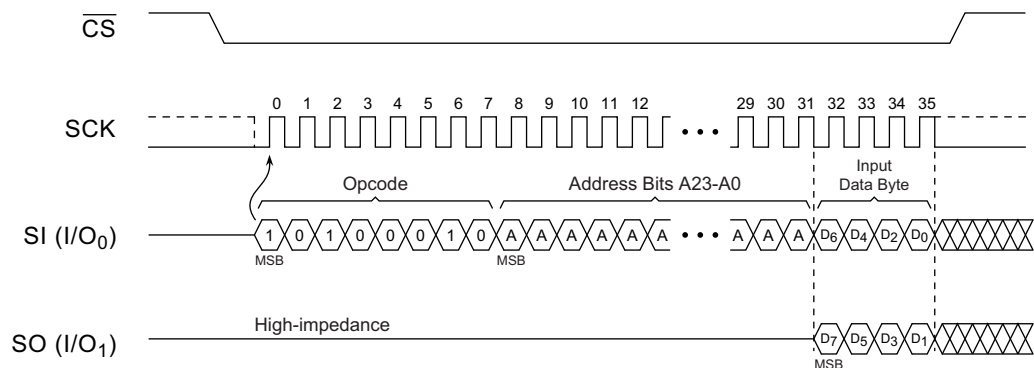 CS
0 1 2 3 4 5 6 7 8 9 10 11 12 29 30 31 32 33 34 35
SCK
Opcode Address Bits A23-A0 Input Data Byte
SI (I/O0) 1 0 1 0 0 0 1 0 A A A A A A A A A D6 D4 D2 D0
MSB MSB
High-impedance
SO (I/O1) D7 D5 D3 D1
MSB